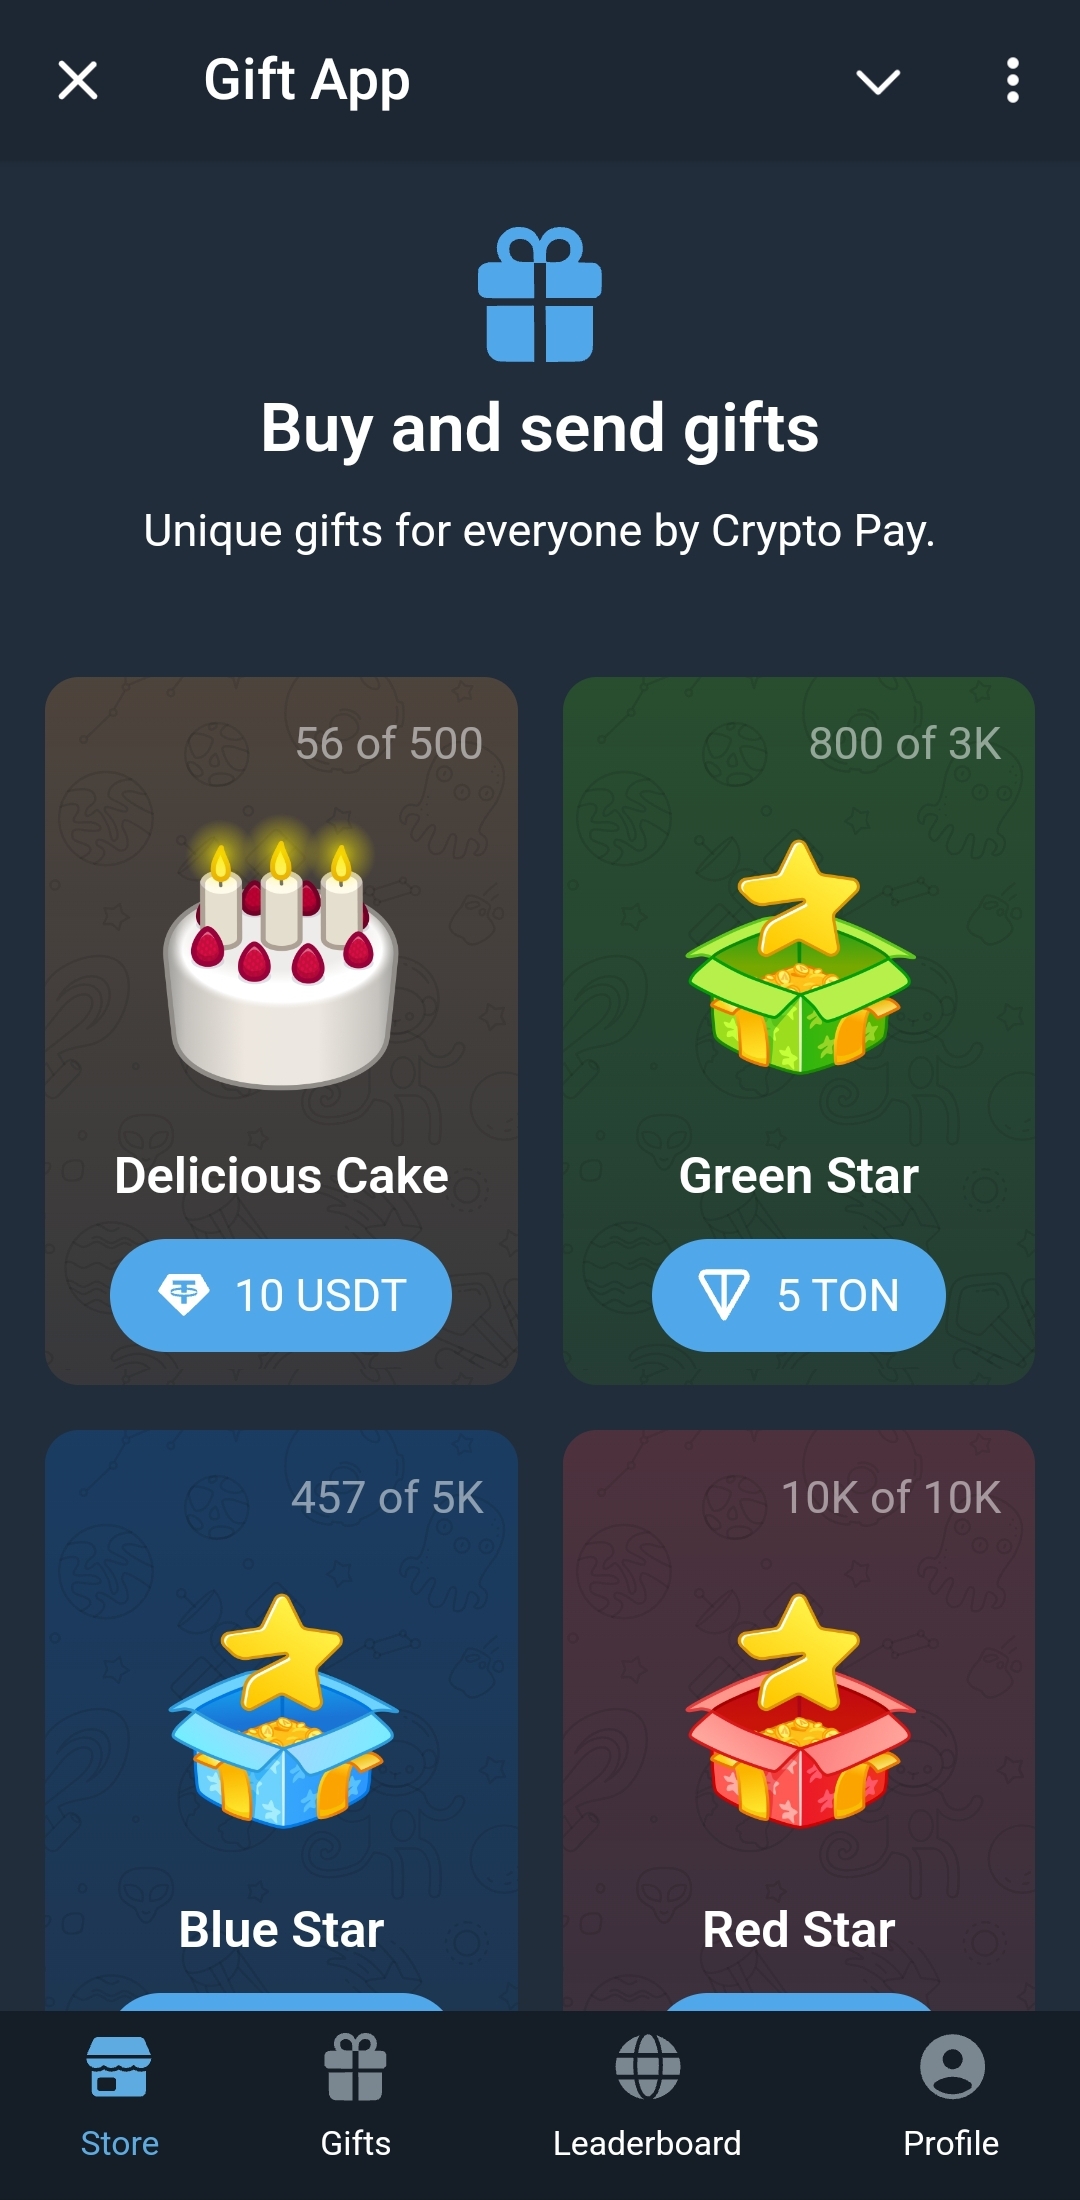 Gift App
Buy and send gifts
Unique gifts for everyone by Crypto Pay.
56 of 500
Delicious Cake
10 USDT
800 of 3K
Green Star
5 TON
457 of 5K
Blue Star
10K of 10K
Red Star
Store
Gifts
Leaderboard
Profile